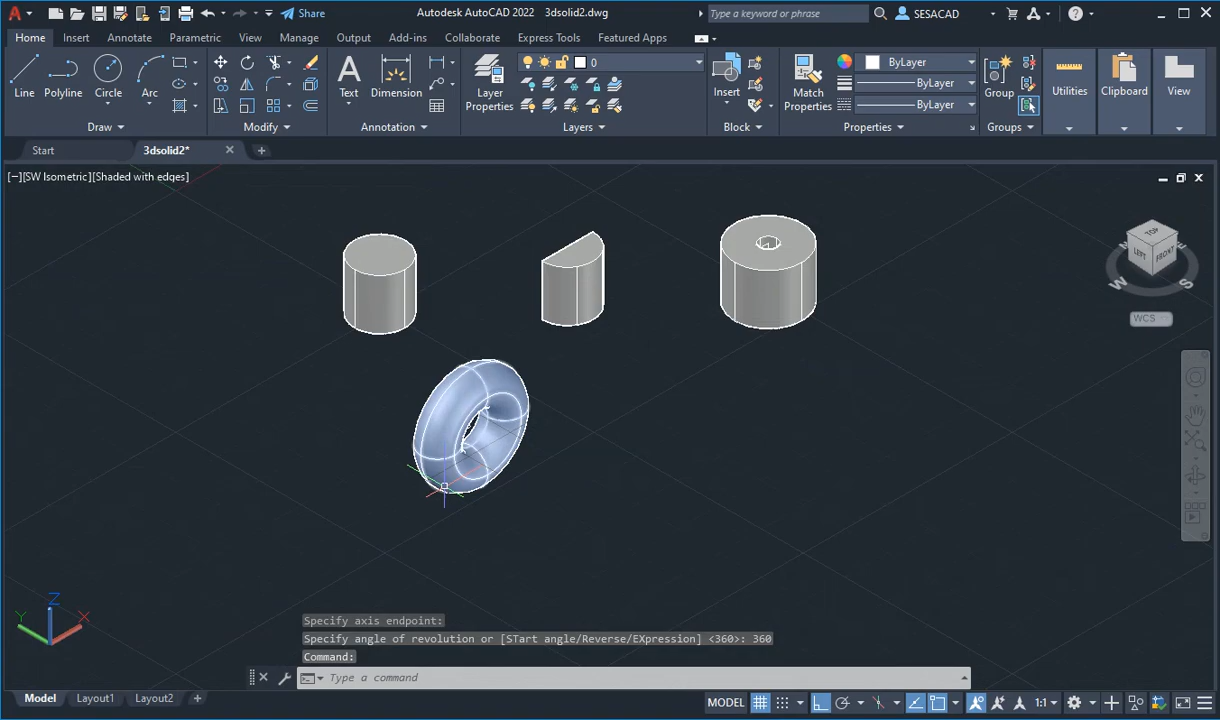 A Share Autodesk AutoCAD 2022 3dsolid2.dwg Type a keyword or phrase SESACAD
Home Insert Annotate Parametric View Manage Output Add-ins Collaborate Express Tools Featured Apps
0 ByLayer
ByLayer
ByLayer
Line Polyline Circle Arc Text Dimension Layer Properties Insert Match Properties Group Utilities Clipboard View
Draw Modify Annotation Layers Block Properties Groups
Start 3dsolid2*
[−][SW Isometric][Shaded with edges]
TOP
LEFT FRONT
W S
WCS
Z
Y X
Specify axis endpoint:
Specify angle of revolution or [STart angle/Reverse/EXpression] <360>: 360
Command:
Type a command
Model Layout1 Layout2 MODEL 1:1